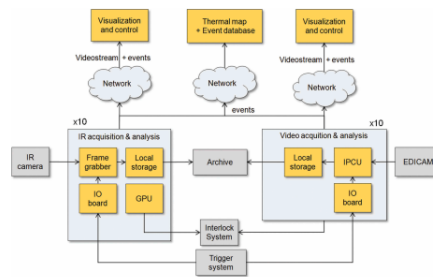 Visualization
and control
Thermal map
+ Event database
Visualization
and control
Videostream + events
Videostream + events
Network
Network
Network
events
x10
x10
IR acquisition & analysis
Video acqution & analysis
IR
camera
Frame
grabber
Local
storage
Archive
Local
storage
IPCU
EDICAM
IO
board
GPU
IO
board
Interlock
System
Trigger
system